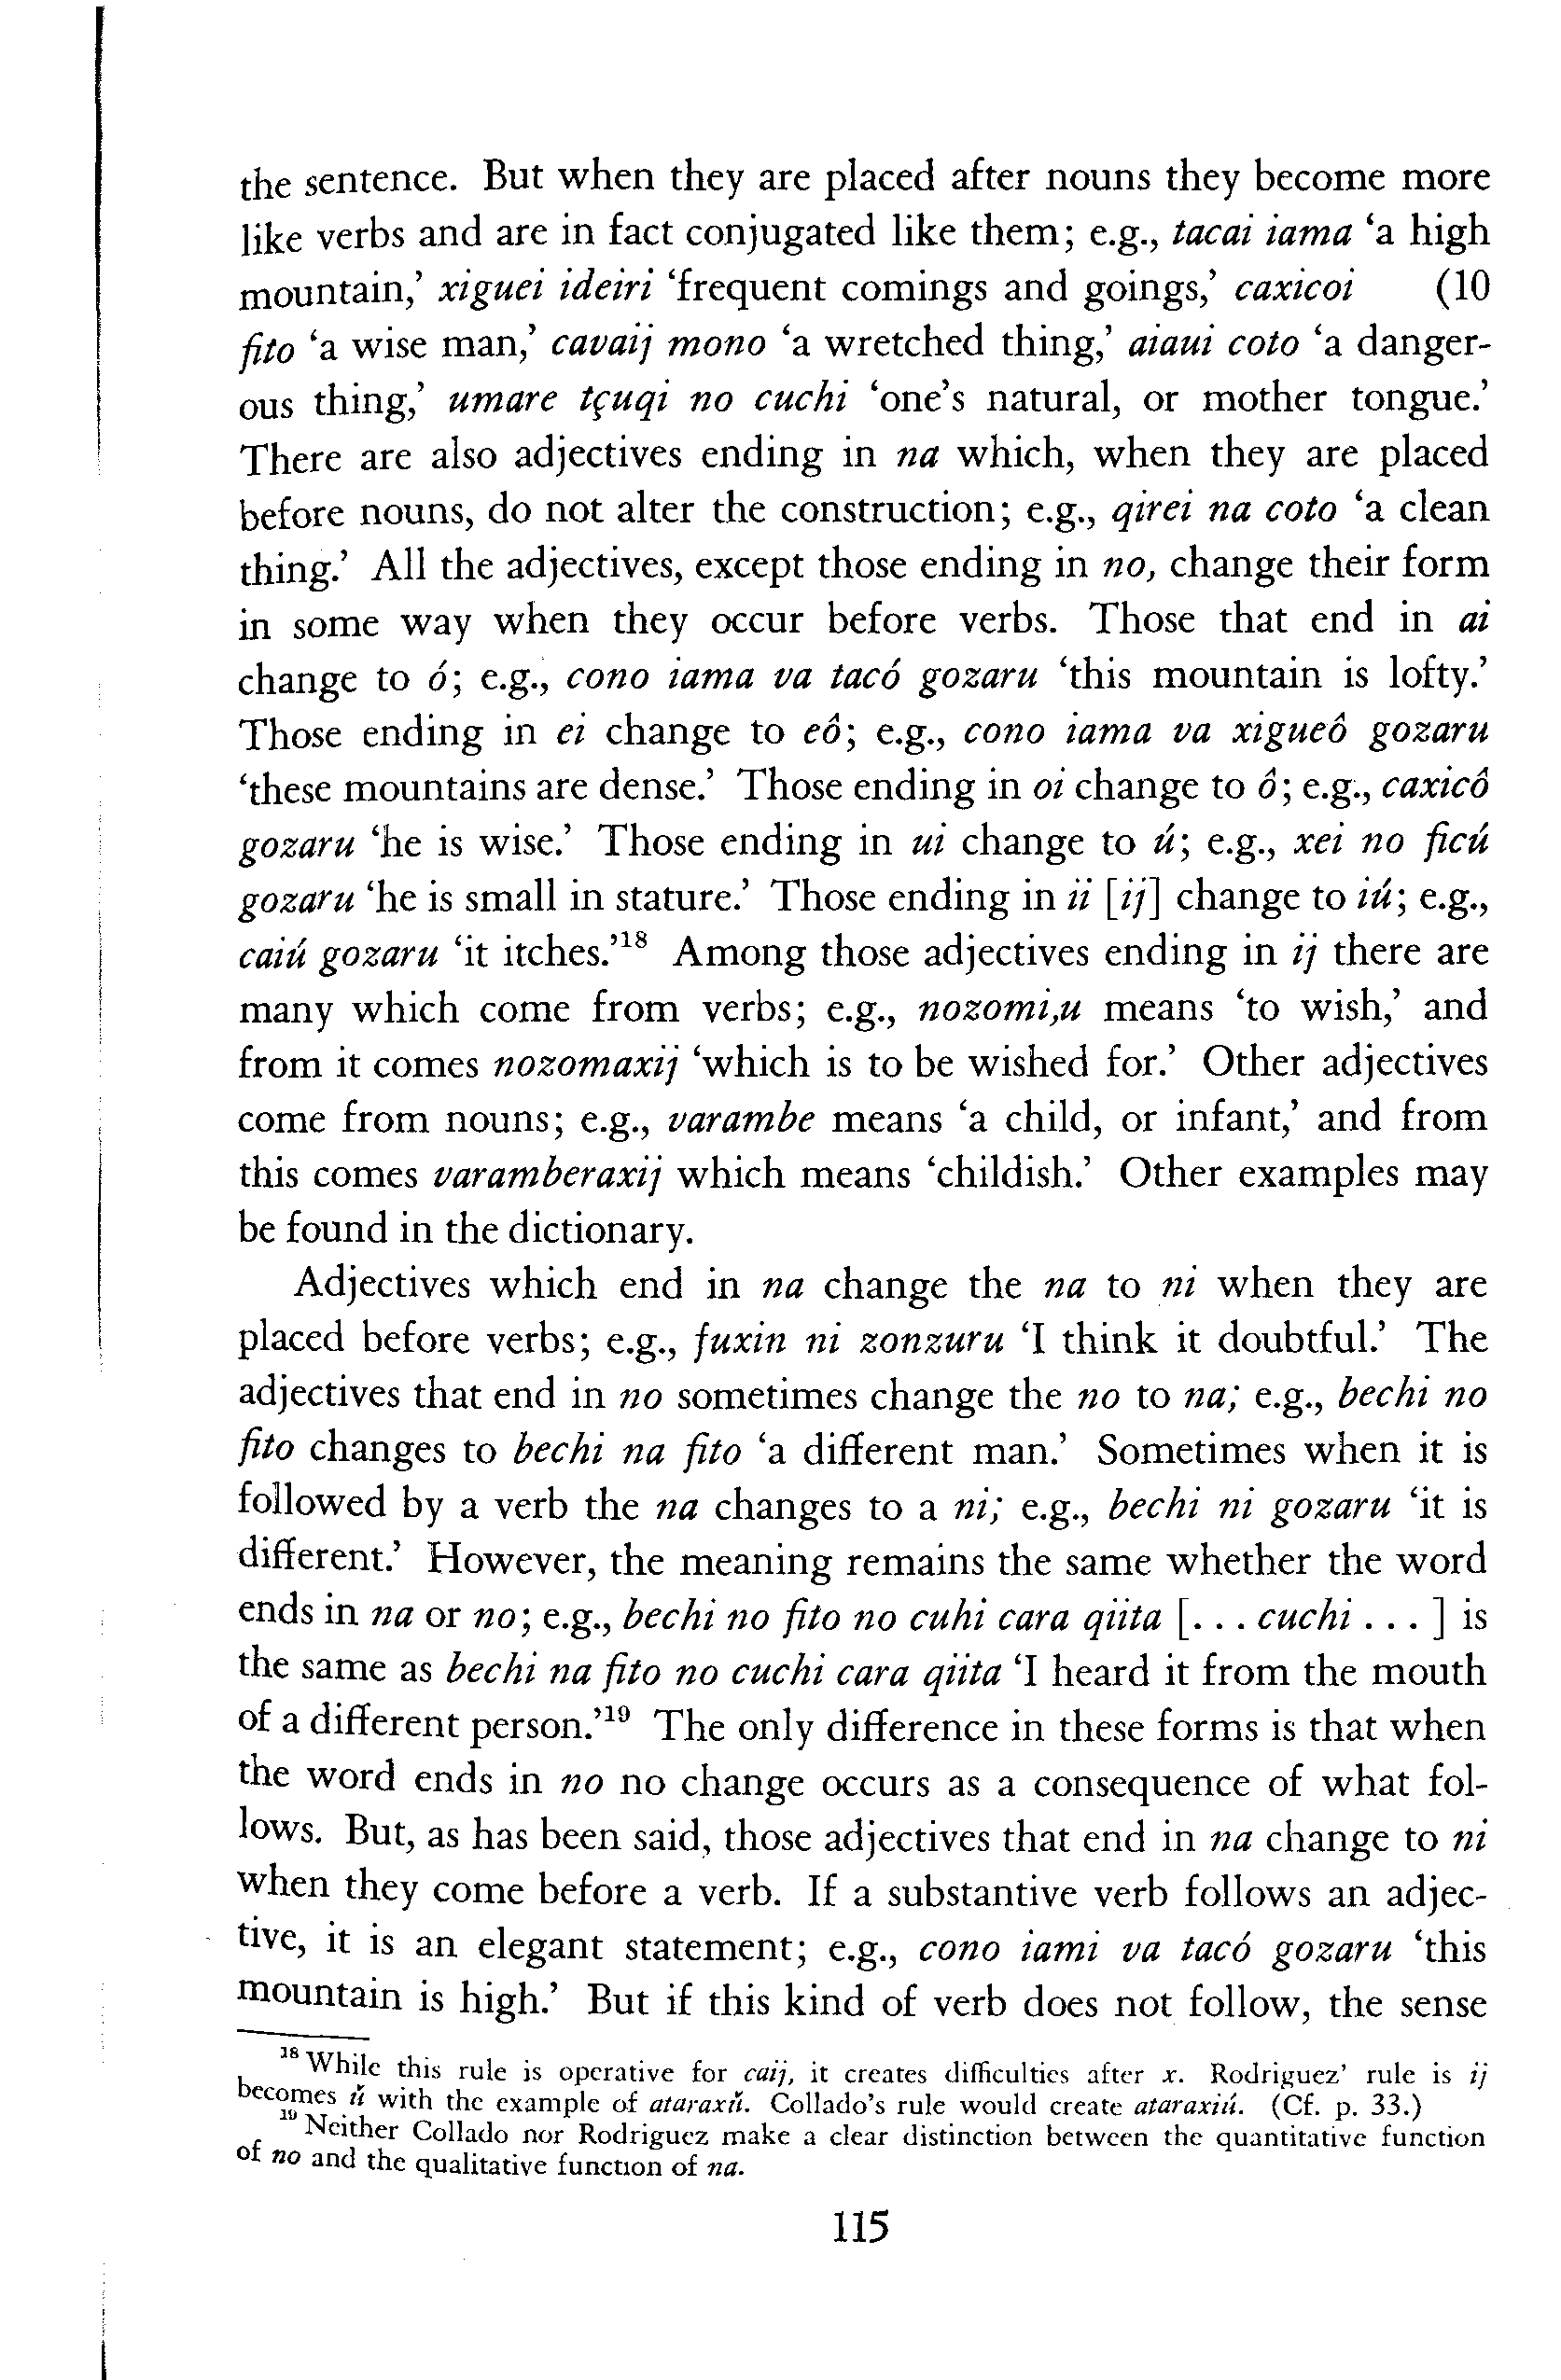 the sentence. But when they are placed after nouns they become more
like verbs and are in fact conjugated like them; e.g., tacai iama ‘a high
mountain,’ xiguei ideiri ‘frequent comings and goings,’ caxicoi (10
fito ‘a wise man,’ cavaij mono ‘a wretched thing,’ aiaui coto ‘a danger-
ous thing,’ umare tçuqi no cuchi ‘one’s natural, or mother tongue.’
There are also adjectives ending in na which, when they are placed
before nouns, do not alter the construction; e.g., qirei na coto ‘a clean
thing.’ All the adjectives, except those ending in no, change their form
in some way when they occur before verbs. Those that end in ai
change to ó; e.g., cono iama va tacó gozaru ‘this mountain is lofty.’
Those ending in ei change to eô; e.g., cono iama va xigueô gozaru
‘these mountains are dense.’ Those ending in oi change to ô; e.g., caxicô
gozaru ‘he is wise.’ Those ending in ui change to ú; e.g., xei no ficú
gozaru ‘he is small in stature.’ Those ending in ii [ij] change to iú; e.g.,
caiú gozaru ‘it itches.’18 Among those adjectives ending in ij there are
many which come from verbs; e.g., nozomi,u means ‘to wish,’ and
from it comes nozomaxij ‘which is to be wished for.’ Other adjectives
come from nouns; e.g., varambe means ‘a child, or infant,’ and from
this comes varamberaxij which means ‘childish.’ Other examples may
be found in the dictionary.
Adjectives which end in na change the na to ni when they are
placed before verbs; e.g., fuxin ni zonzuru ‘I think it doubtful.’ The
adjectives that end in no sometimes change the no to na; e.g., bechi no
fito changes to bechi na fito ‘a different man.’ Sometimes when it is
followed by a verb the na changes to a ni; e.g., bechi ni gozaru ‘it is
different.’ However, the meaning remains the same whether the word
ends in na or no; e.g., bechi no fito no cuhi cara qiita [. . . cuchi . . . ] is
the same as bechi na fito no cuchi cara qiita ‘I heard it from the mouth
of a different person.’19 The only difference in these forms is that when
the word ends in no no change occurs as a consequence of what fol-
lows. But, as has been said, those adjectives that end in na change to ni
when they come before a verb. If a substantive verb follows an adjec-
tive, it is an elegant statement; e.g., cono iami va tacó gozaru ‘this
mountain is high.’ But if this kind of verb does not follow, the sense
18 While this rule is operative for caij, it creates difficulties after x. Rodriguez’ rule is ij
becomes ǔ with the example of ataraxǔ. Collado’s rule would create ataraxiú. (Cf. p. 33.)
19 Neither Collado nor Rodriguez make a clear distinction between the quantitative function
of no and the qualitative function of na.
115